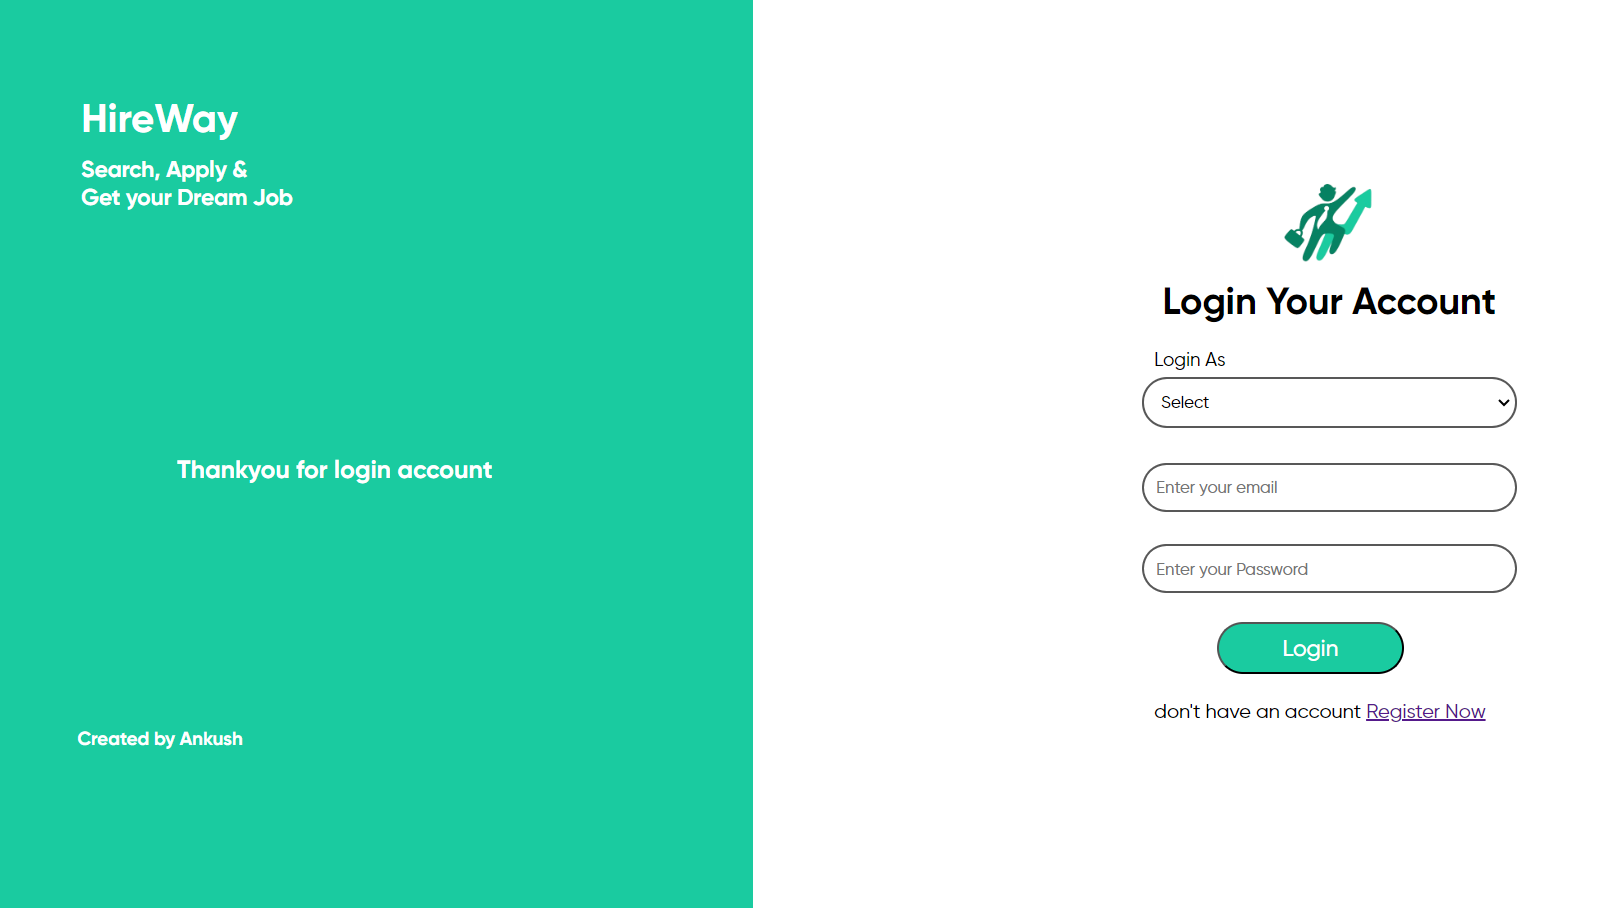 HireWay
Search, Apply &
Get your Dream Job
Thankyou for login account
Created by Ankush
Login Your Account
Login As
Select
Enter your email
Enter your Password
Login
don't have an account Register Now